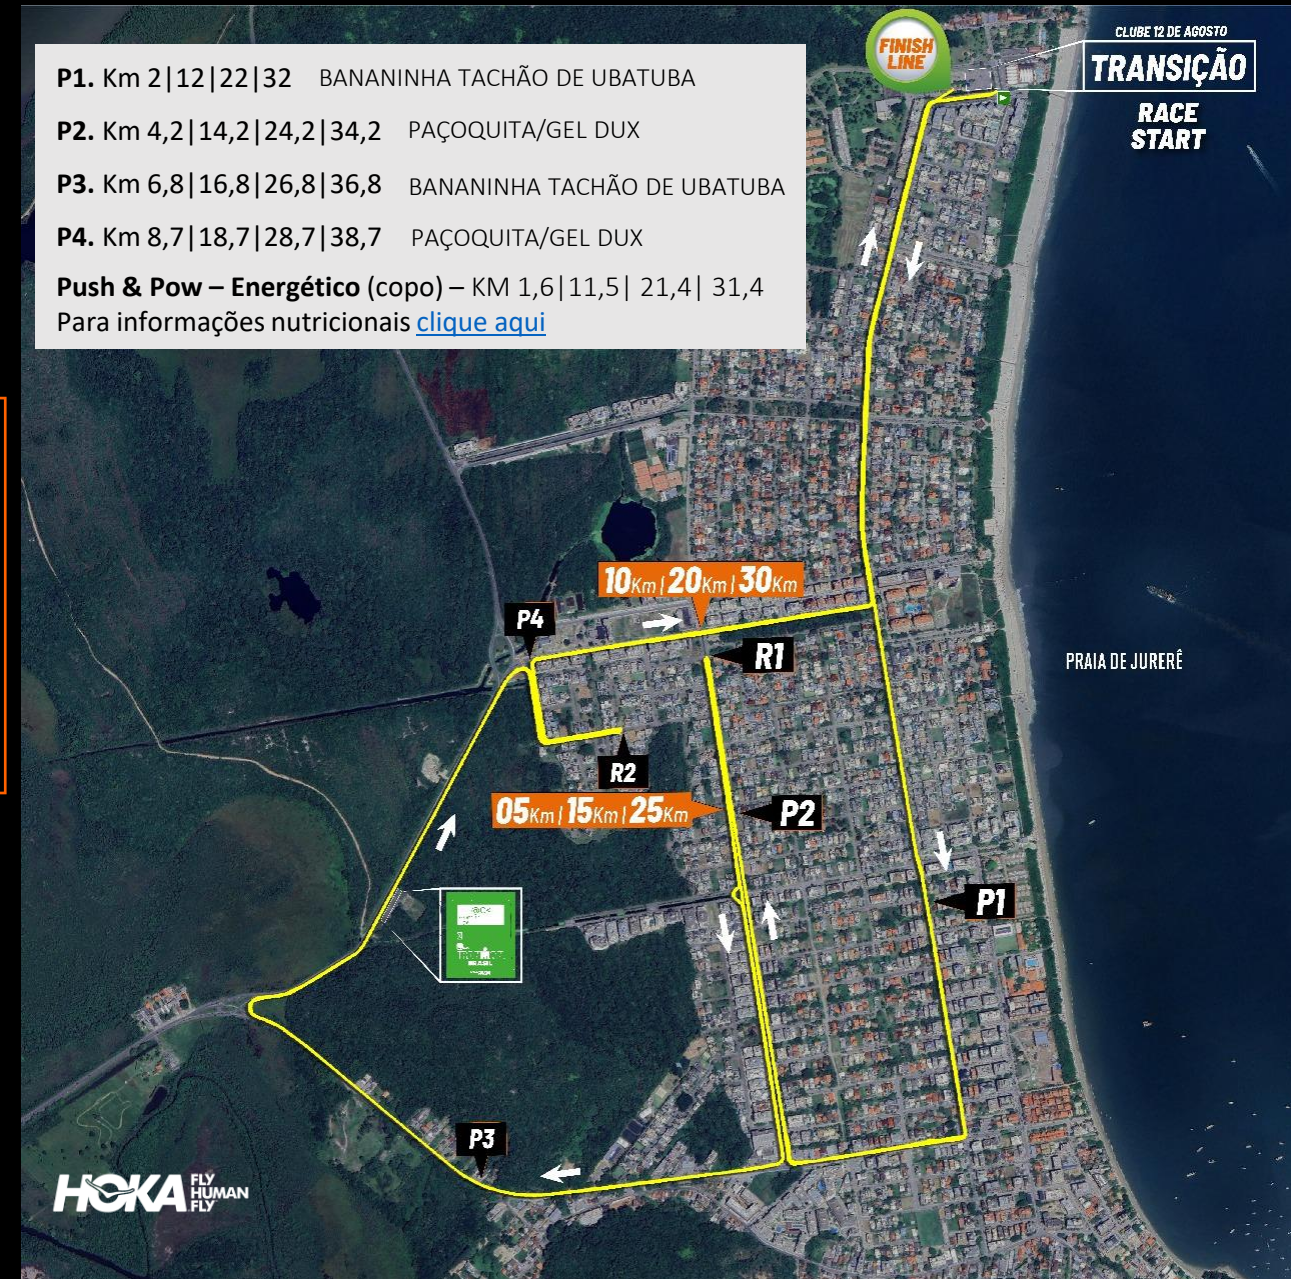 CLUBE 12 DE AGOSTO
FINISH
LINE
TRANSIÇÃO
RACE
START
P1. Km 2|12|22|32 BANANINHA TACHÃO DE UBATUBA
P2. Km 4,2|14,2|24,2|34,2 PAÇOQUITA/GEL DUX
P3. Km 6,8|16,8|26,8|36,8 BANANINHA TACHÃO DE UBATUBA
P4. Km 8,7|18,7|28,7|38,7 PAÇOQUITA/GEL DUX
Push & Pow – Energético (copo) – KM 1,6|11,5| 21,4| 31,4
Para informações nutricionais clique aqui
10Km | 20Km | 30Km
P4
R1
PRAIA DE JURERÊ
R2
05Km | 15Km | 25Km
P2
P1
BRASIL
P3
HOKA
FLY
HUMAN
FLY